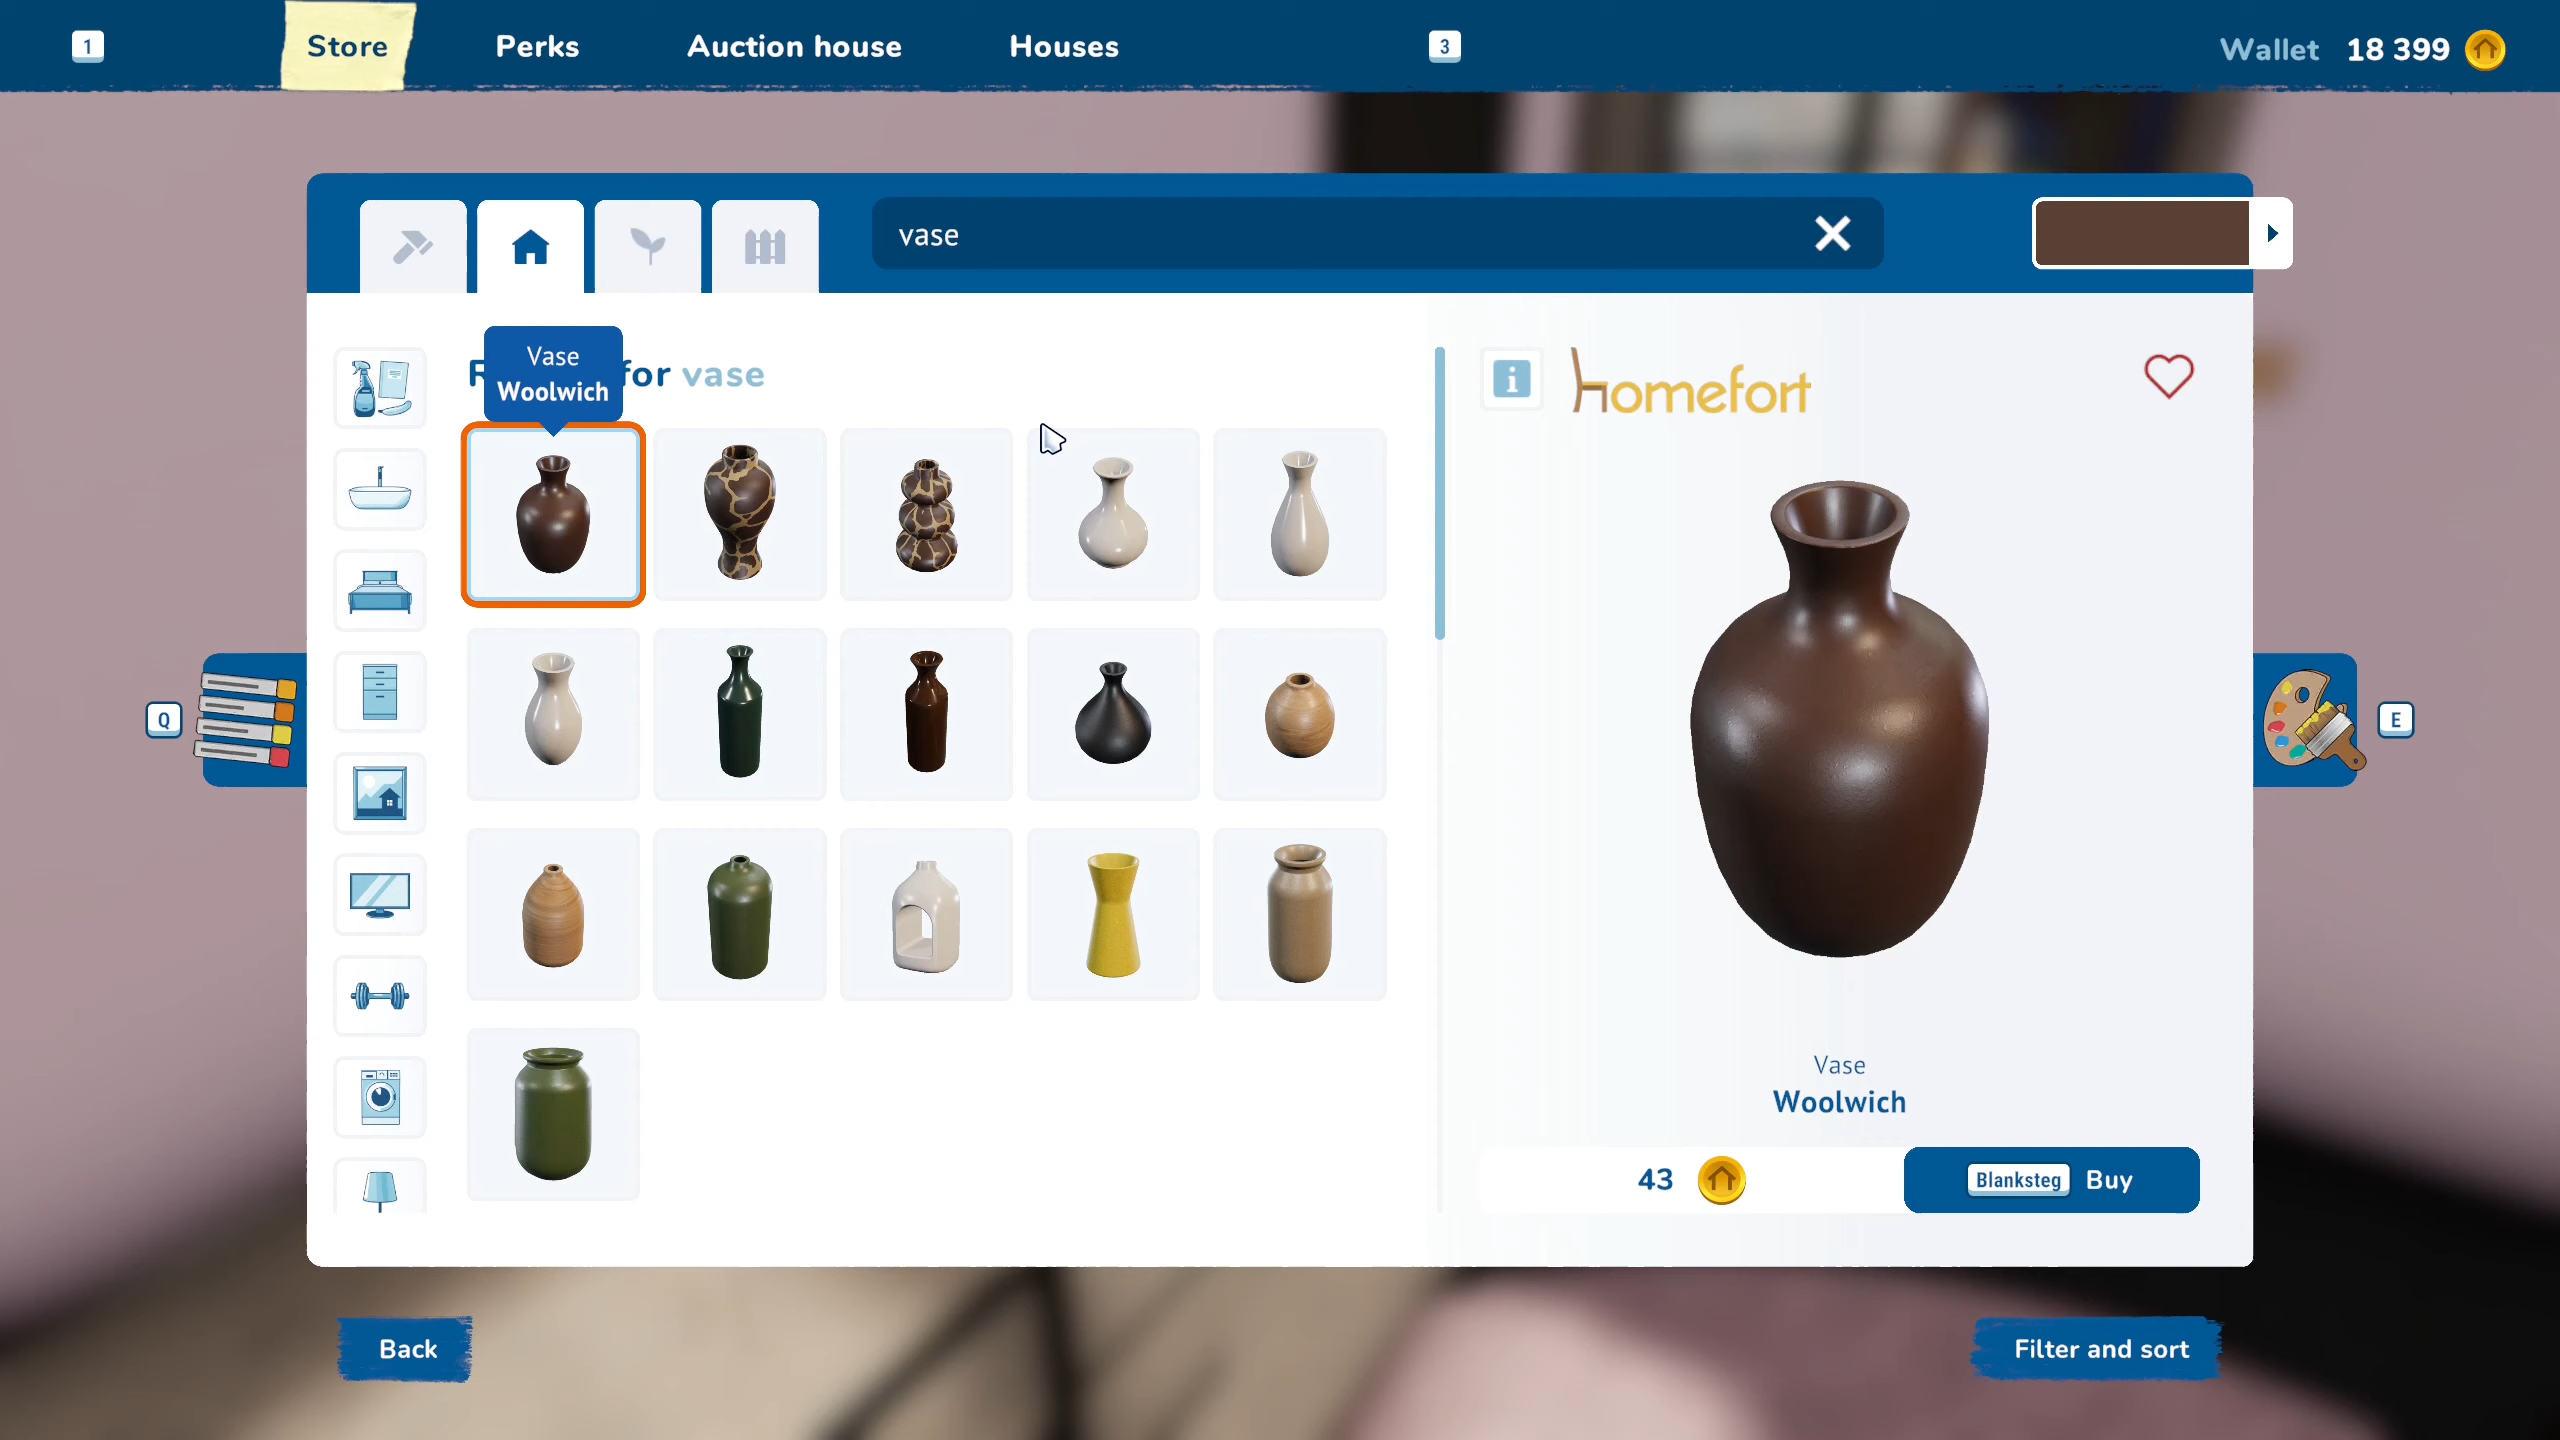 1
Store
Perks
Auction house
Houses
3
Wallet 18 399
vase
Vase
Woolwich
for vase
homefort
Q
E
Vase
Woolwich
43
Blanksteg Buy
Back
Filter and sort